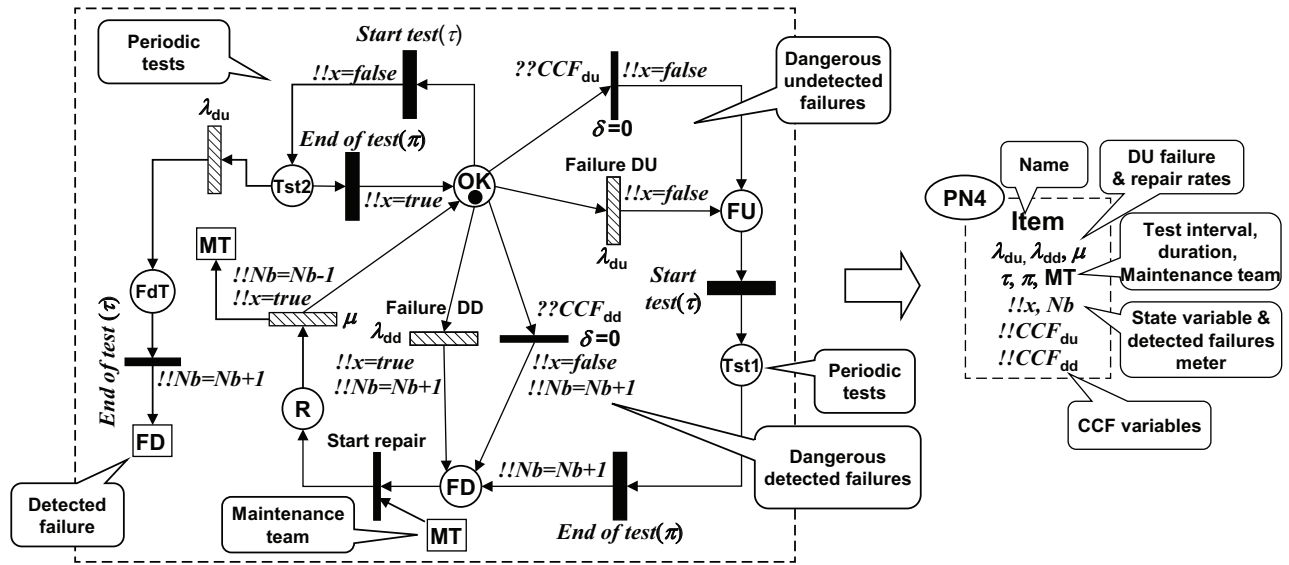 Periodic
tests
Start test(τ)
!!x=false
??CCFdu
!!x=false
δ=0
Dangerous
undetected
failures
λdu
End of test(π)
Tst2
!!x=true
OK
Failure DU
!!x=false
λdu
FU
MT
!!Nb=Nb-1
!!x=true
μ
FdT
End of test (τ)
!!Nb=Nb+1
FD
Detected
failure
Failure DD
λdd
!!x=true
!!Nb=Nb+1
??CCFdd
δ=0
!!x=false
!!Nb=Nb+1
Start
test(τ)
Tst1
Periodic
tests
R
Start repair
FD
!!Nb=Nb+1
End of test(π)
Dangerous
detected failures
Maintenance
team
MT
Name
DU failure
& repair rates
PN4
Item
λdu, λdd, μ
τ, π, MT
!!x, Nb
!!CCFdu
!!CCFdd
Test interval,
duration,
Maintenance team
State variable &
detected failures
meter
CCF variables